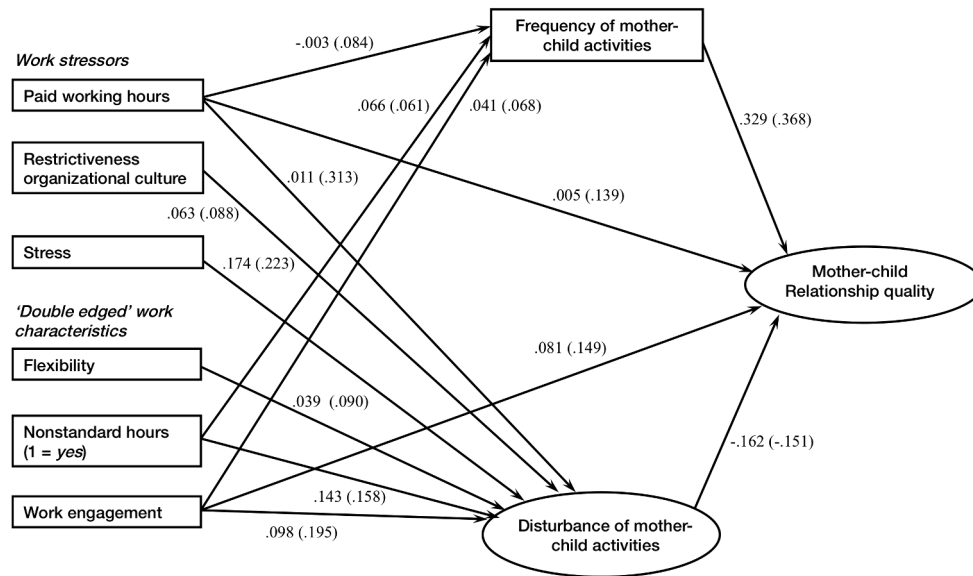 Frequency of mother-
child activities
-.003 (.084)
Work stressors
Paid working hours
.066 (.061)
.041 (.068)
.329 (.368)
Restrictiveness
organizational culture
.011 (.313)
.005 (.139)
.063 (.088)
Stress
.174 (.223)
Mother-child
Relationship quality
‘Double edged’ work
characteristics
Flexibility
.081 (.149)
.039 (.090)
Nonstandard hours
(1 = yes)
-.162 (-.151)
.143 (.158)
Work engagement
.098 (.195)
Disturbance of mother-
child activities